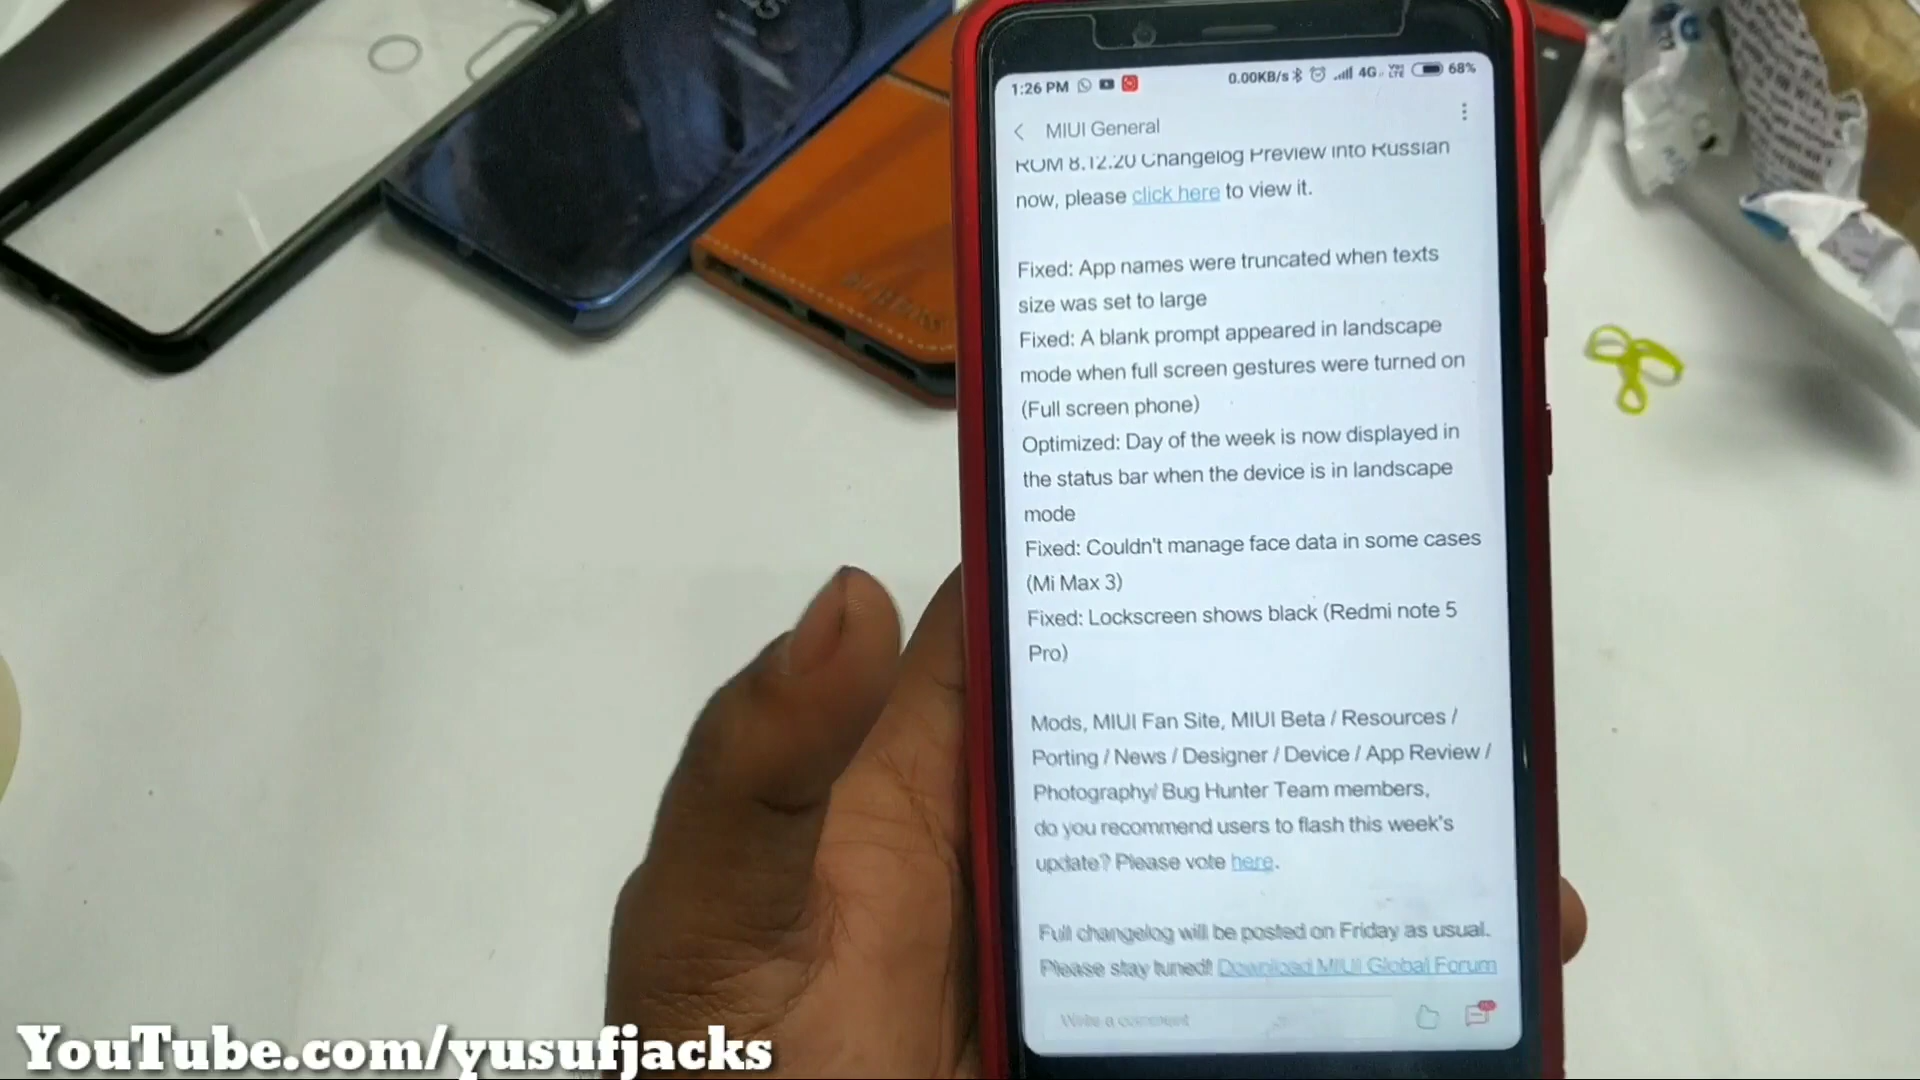 1:26 PM 0.00KB/s 4G 68%
MIUI General
ROM 8.12.20 Changelog Preview into Russian
now, please click here to view it.
Fixed: App names were truncated when texts
size was set to large
Fixed: A blank prompt appeared in landscape
mode when full screen gestures were turned on
(Full screen phone)
Optimized: Day of the week is now displayed in
the status bar when the device is in landscape
mode
Fixed: Couldn't manage face data in some cases
(Mi Max 3)
Fixed: Lockscreen shows black (Redmi note 5
Pro)
Mods, MIUI Fan Site, MIUI Beta / Resources /
Porting / News / Designer / Device / App Review /
Photography/ Bug Hunter Team members,
do you recommend users to flash this week's
update? Please vote here.
Full changelog will be posted on Friday as usual.
Please stay tuned! Download MIUI Global Forum
Write a comment
YouTube.com/yusufjacks